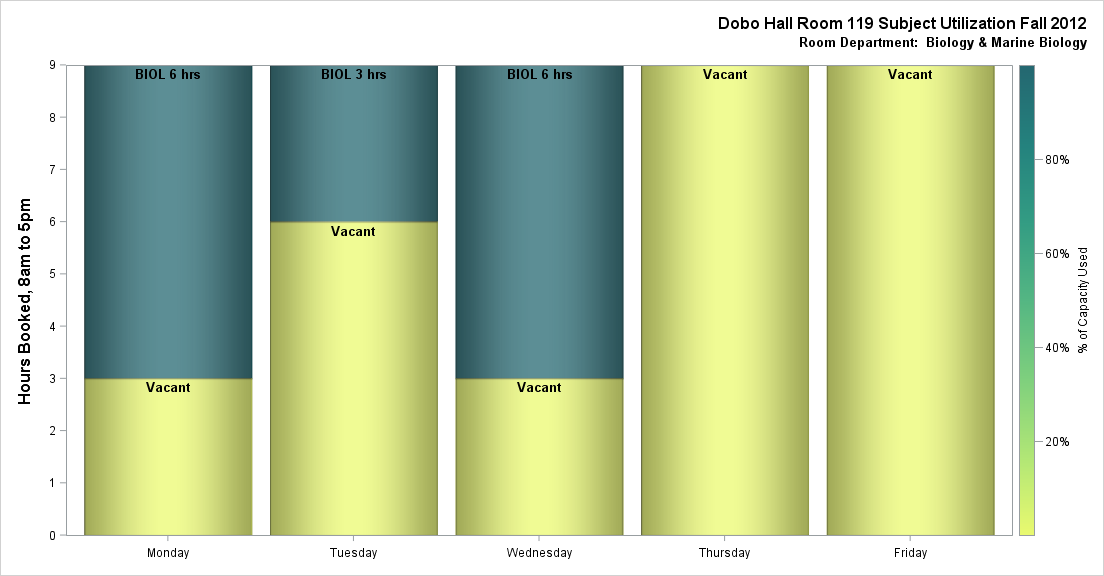 Dobo Hall Room 119 Subject Utilization Fall 2012
Room Department:  Biology & Marine Biology
Hours Booked, 8am to 5pm
9
8
7
6
5
4
3
2
1
0
BIOL 6 hrs
Vacant
BIOL 3 hrs
Vacant
BIOL 6 hrs
Vacant
Vacant
Vacant
Monday
Tuesday
Wednesday
Thursday
Friday
80%
60%
40%
20%
% of Capacity Used